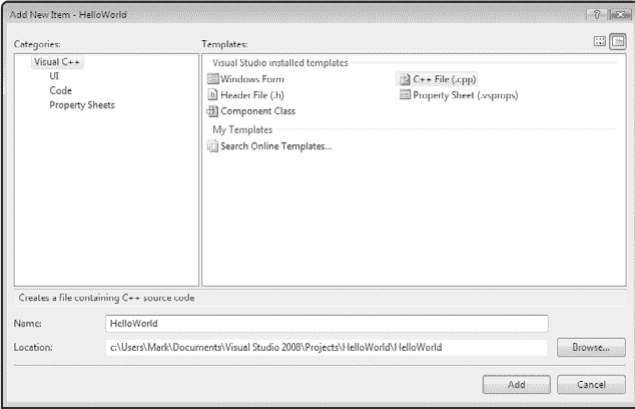 Add New Item - HelloWorld
Categories:
Templates:
Visual C++
UI
Code
Property Sheets
Visual Studio installed templates
Windows Form
C++ File (.cpp)
Header File (.h)
Property Sheet (.vsprops)
Component Class
My Templates
Search Online Templates...
Creates a file containing C++ source code
Name:
HelloWorld
Location:
c:\Users\Mark\Documents\Visual Studio 2008\Projects\HelloWorld\HelloWorld
Browse...
Add
Cancel